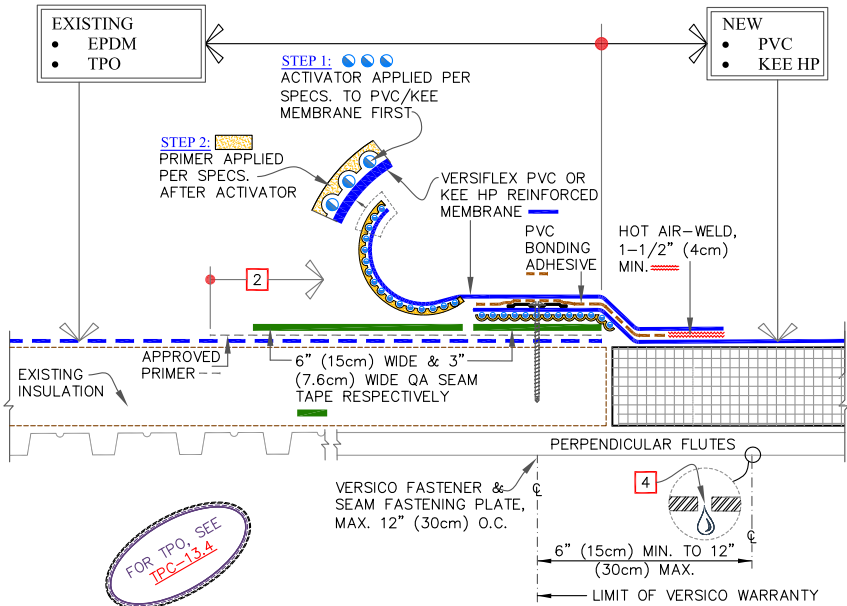 EXISTING
• EPDM
• TPO
NEW
• PVC
• KEE HP
STEP 1:
ACTIVATOR APPLIED PER
SPECS. TO PVC/KEE
MEMBRANE FIRST
STEP 2:
PRIMER APPLIED
PER SPECS.
AFTER ACTIVATOR
VERSIFLEX PVC OR
KEE HP REINFORCED
MEMBRANE
PVC
BONDING
ADHESIVE
HOT AIR-WELD,
1-1/2" (4cm)
MIN.
2
APPROVED
PRIMER
6" (15cm) WIDE & 3"
(7.6cm) WIDE QA SEAM
TAPE RESPECTIVELY
EXISTING
INSULATION
PERPENDICULAR FLUTES
VERSICO FASTENER &
SEAM FASTENING PLATE,
MAX. 12" (30cm) O.C.
℄
4
℄
6" (15cm) MIN. TO 12"
(30cm) MAX.
LIMIT OF VERSICO WARRANTY
FOR TPO, SEE
TPC-13.4